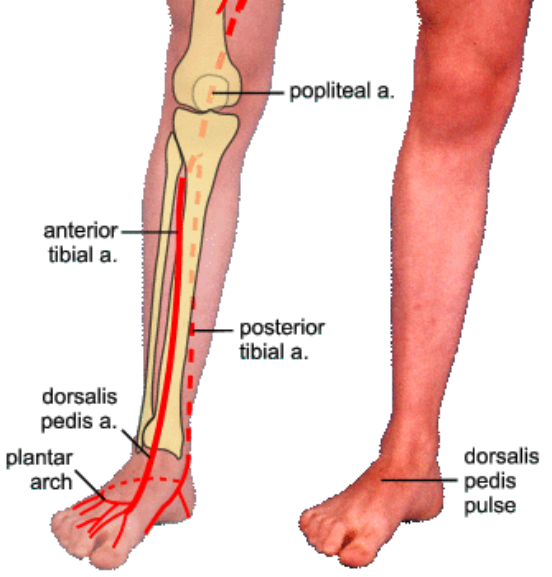 popliteal a.
anterior
tibial a.
posterior
tibial a.
dorsalis
pedis a.
plantar
arch
dorsalis
pedis
pulse